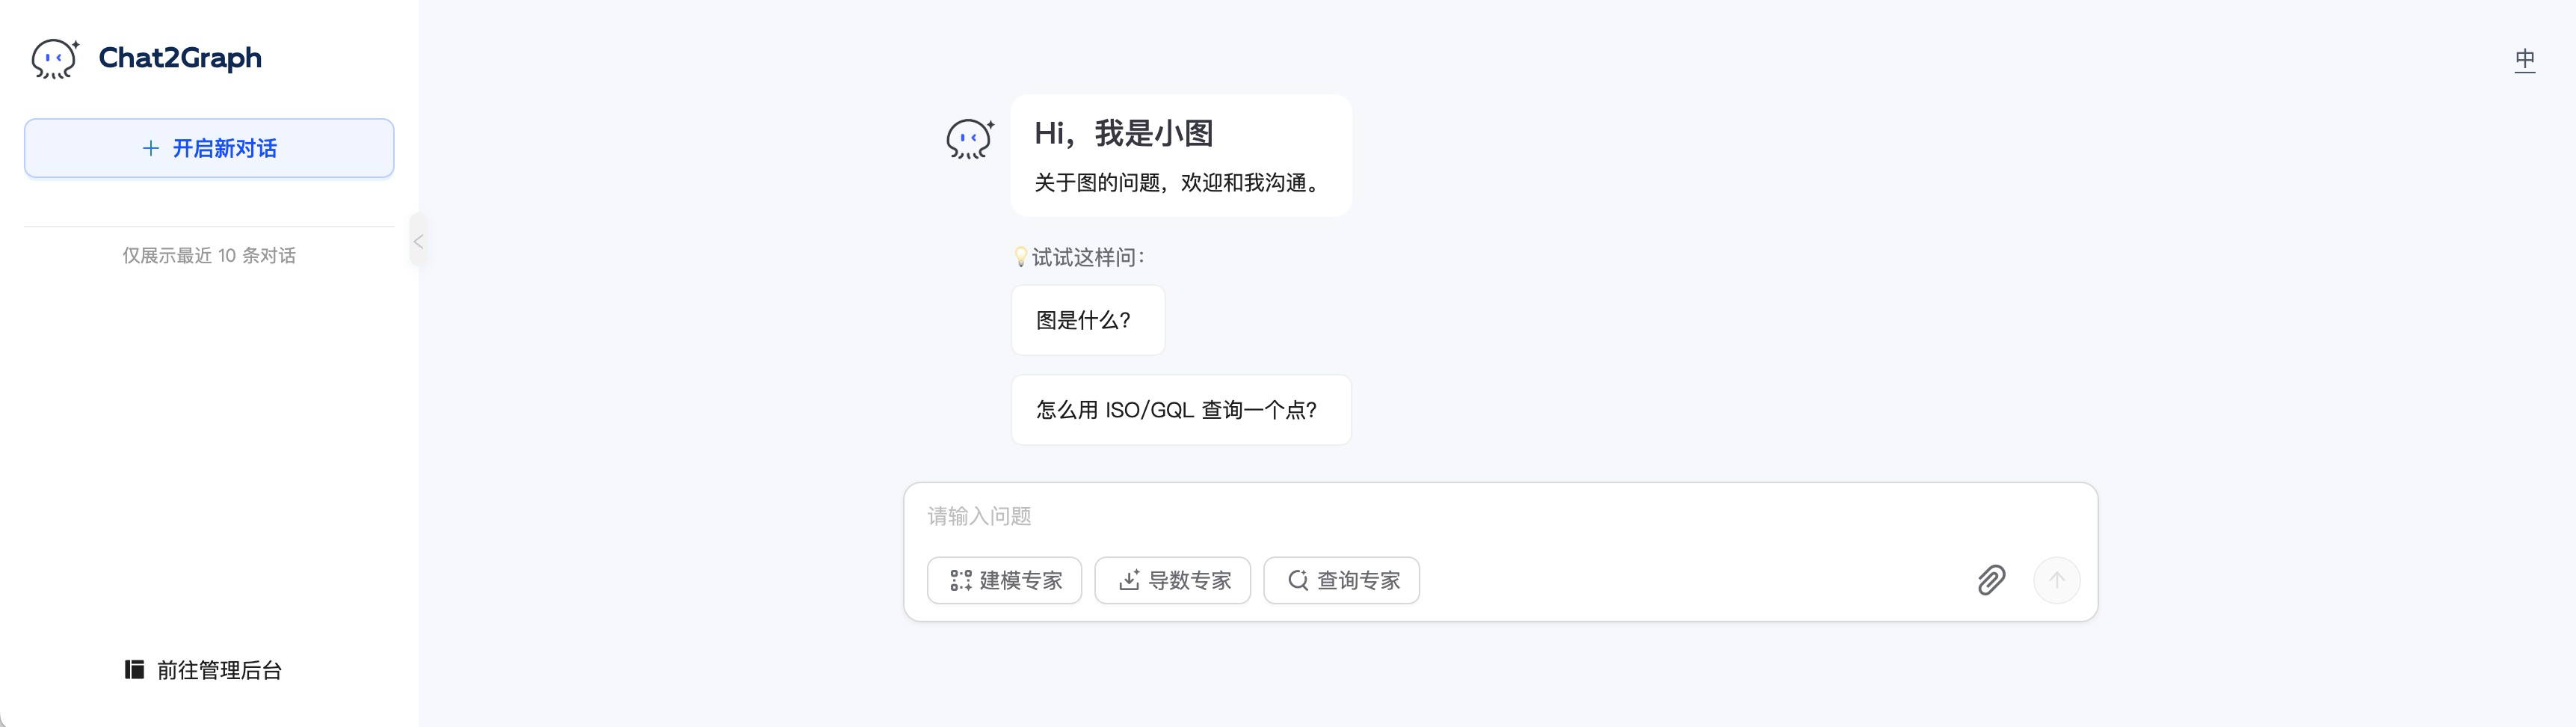 Chat2Graph
开启新对话
仅展示最近 10 条对话
前往管理后台
中
Hi，我是小图
关于图的问题，欢迎和我沟通。
试试这样问：
图是什么？
怎么用 ISO/GQL 查询一个点？
请输入问题
建模专家
导数专家
查询专家